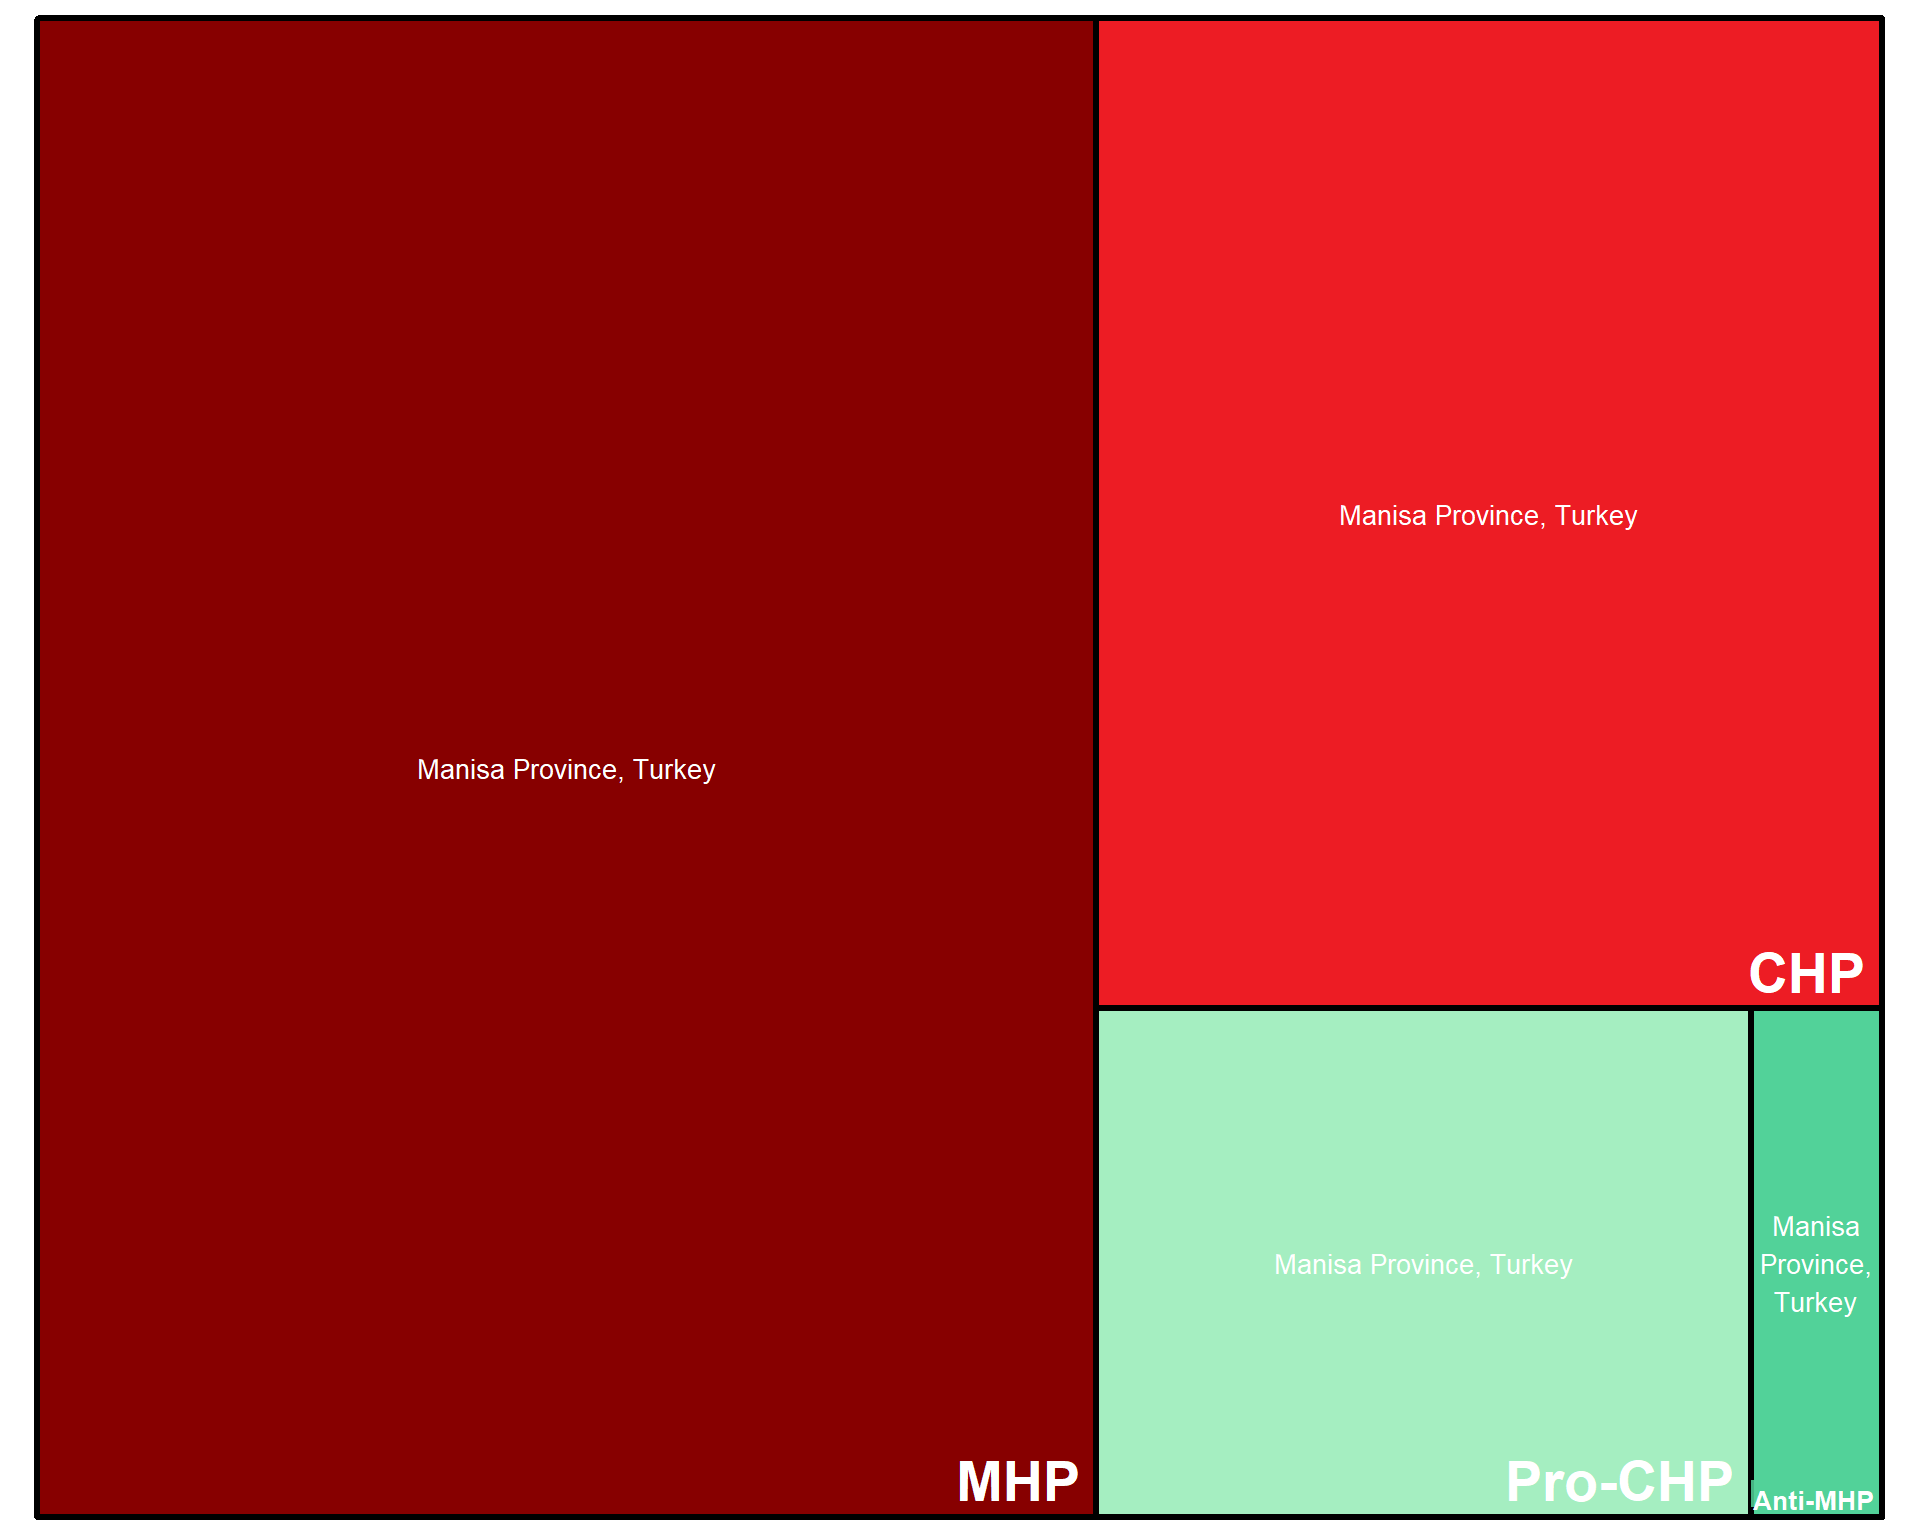 Manisa Province, Turkey
MHP
Manisa Province, Turkey
CHP
Manisa Province, Turkey
Pro-CHP
Manisa
Province,
Turkey
Anti-MHP